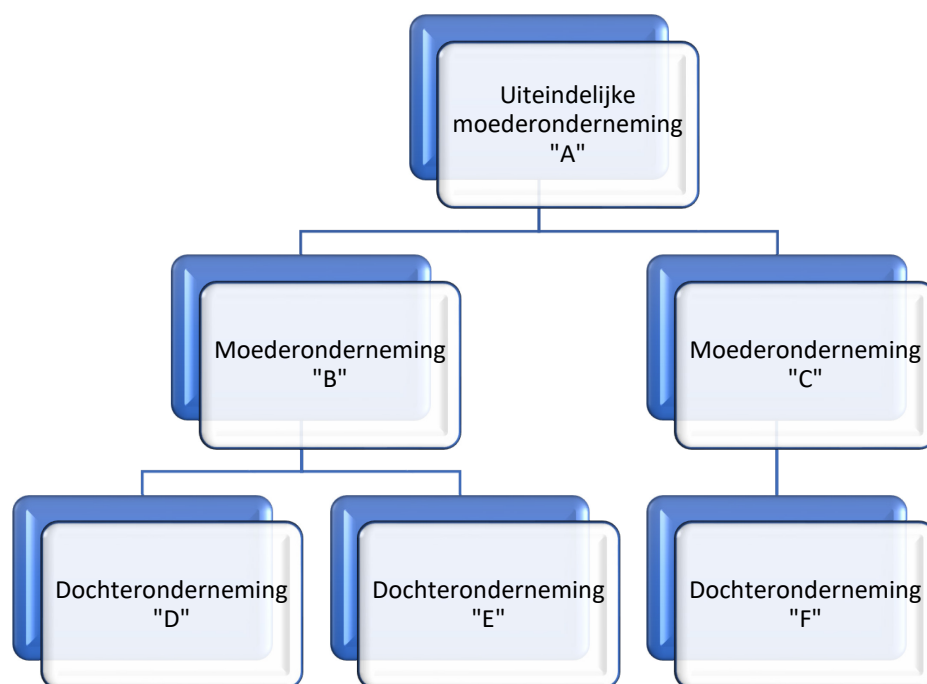 Uiteindelijke
moederonderneming
"A"
Moederonderneming
"B"
Moederonderneming
"C"
Dochteronderneming
"D"
Dochteronderneming
"E"
Dochteronderneming
"F"